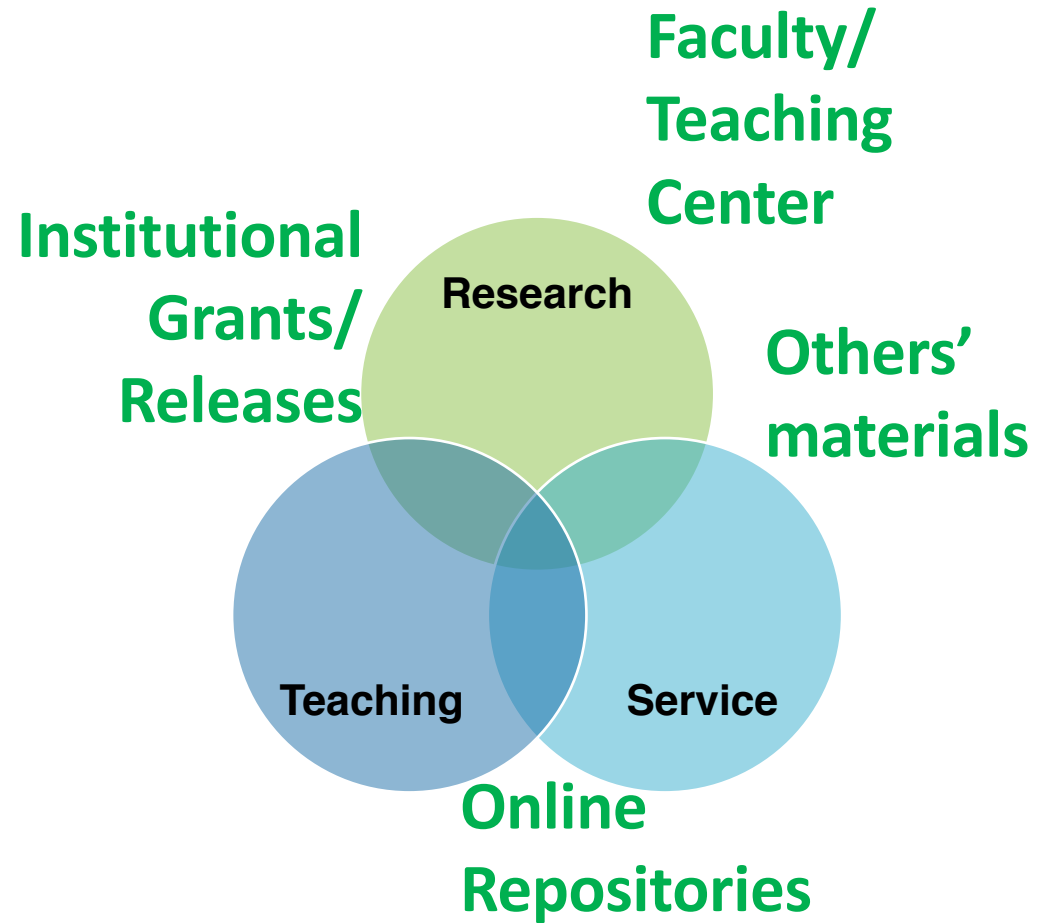 Faculty/
Teaching
Center
Institutional
Grants/
Releases
Research
Others’
materials
Teaching
Service
Online
Repositories